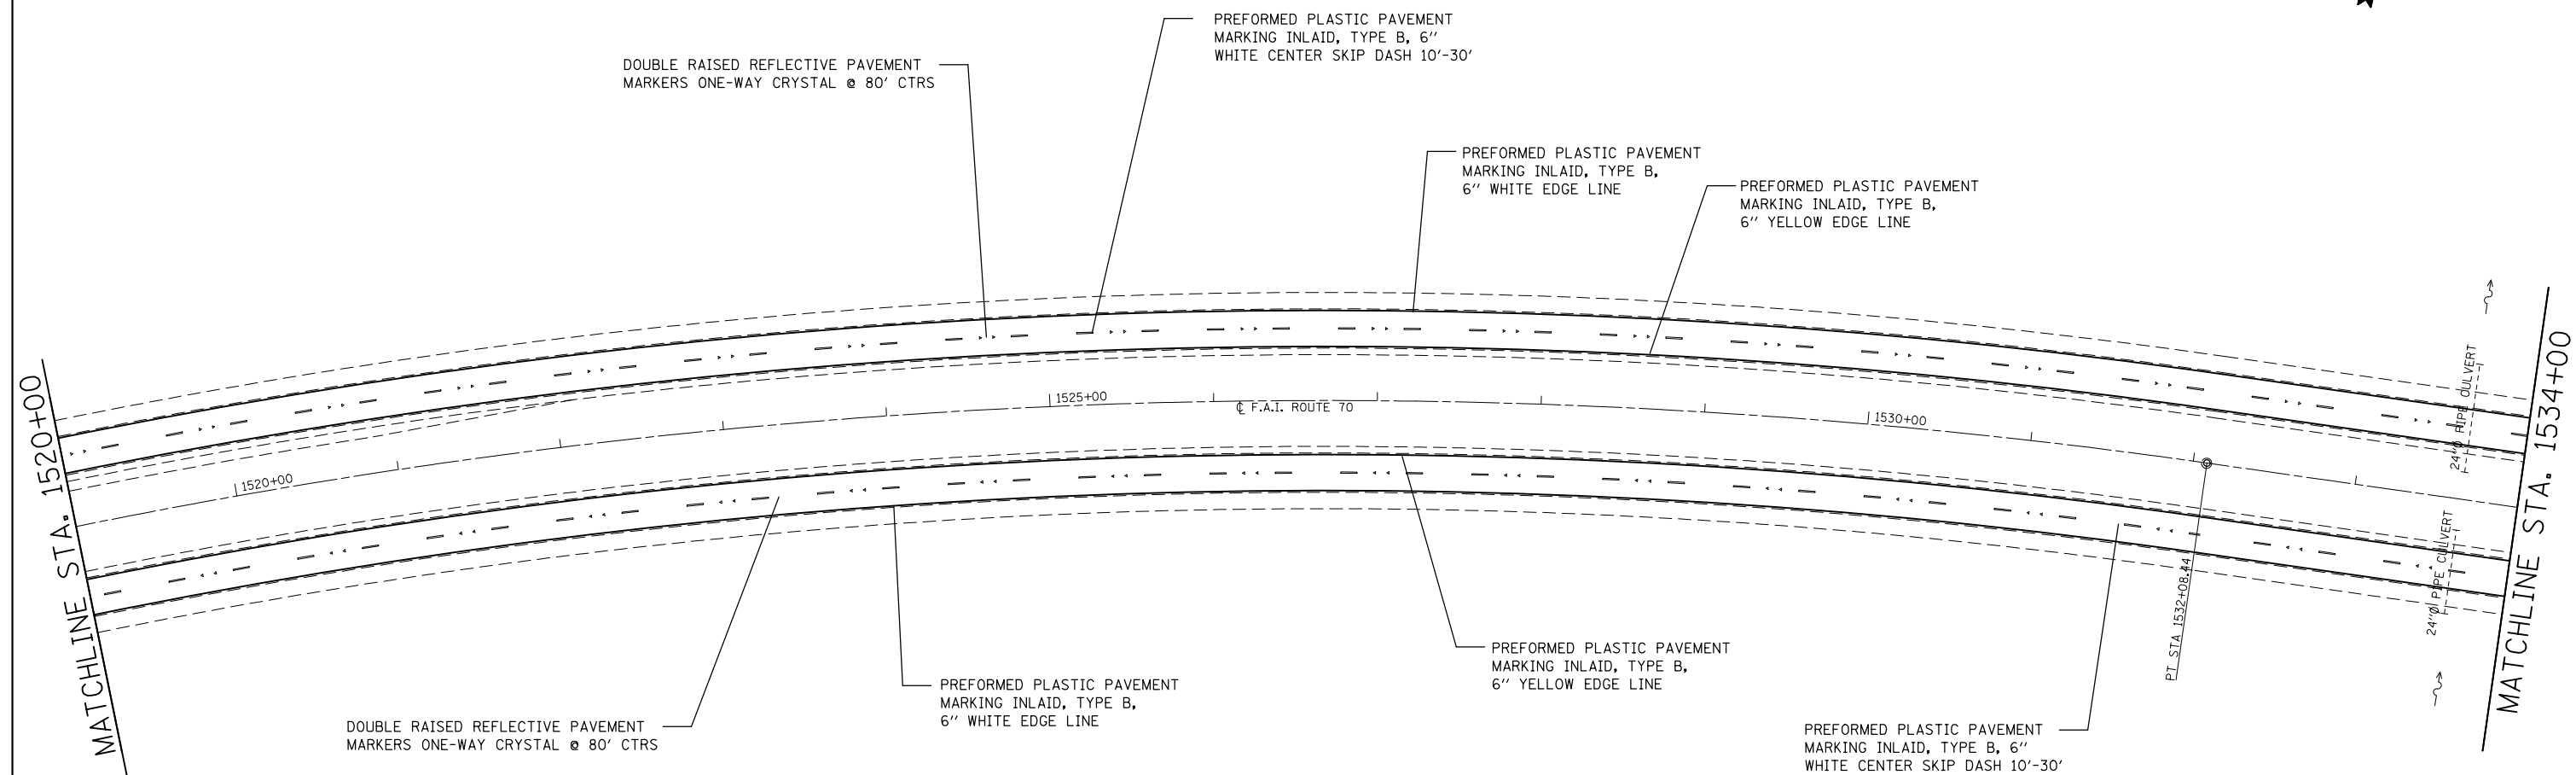 PREFORMED PLASTIC PAVEMENT
MARKING INLAID, TYPE B, 6"
WHITE CENTER SKIP DASH 10'-30'
DOUBLE RAISED REFLECTIVE PAVEMENT
MARKERS ONE-WAY CRYSTAL @ 80' CTRS
PREFORMED PLASTIC PAVEMENT
MARKING INLAID, TYPE B,
6" WHITE EDGE LINE
PREFORMED PLASTIC PAVEMENT
MARKING INLAID, TYPE B,
6" YELLOW EDGE LINE
MATCHLINE STA. 1520+00
1520+00
1525+00
℄ F.A.I. ROUTE 70
1530+00
24"Ø PIPE CULVERT
24"Ø PIPE CULVERT
PT STA 1532+08.44
MATCHLINE STA. 1534+00
PREFORMED PLASTIC PAVEMENT
MARKING INLAID, TYPE B,
6" YELLOW EDGE LINE
PREFORMED PLASTIC PAVEMENT
MARKING INLAID, TYPE B,
6" WHITE EDGE LINE
DOUBLE RAISED REFLECTIVE PAVEMENT
MARKERS ONE-WAY CRYSTAL @ 80' CTRS
PREFORMED PLASTIC PAVEMENT
MARKING INLAID, TYPE B, 6"
WHITE CENTER SKIP DASH 10'-30'